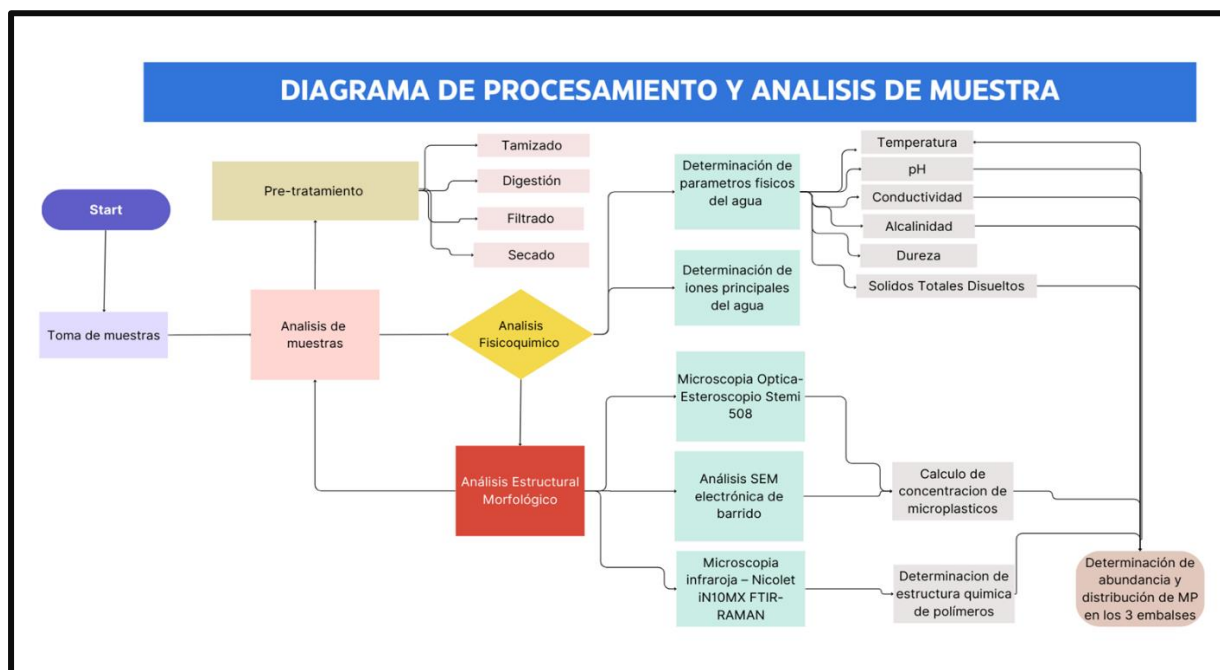 DIAGRAMA DE PROCESAMIENTO Y ANALISIS DE MUESTRA
Start
Toma de muestras
Pre-tratamiento
Analisis de
muestras
Tamizado
Digestión
Filtrado
Secado
Analisis
Fisicoquimico
Análisis Estructural
Morfológico
Determinación de
parametros fisicos
del agua
Determinación de
iones principales
del agua
Microscopia Optica-
Esteroscopio Stemi
508
Análisis SEM
electrónica de
barrido
Microscopia
infraroja – Nicolet
iN10MX FTIR-
RAMAN
Temperatura
pH
Conductividad
Alcalinidad
Dureza
Solidos Totales Disueltos
Calculo de
concentracion de
microplasticos
Determinacion de
estructura quimica
de polímeros
Determinación de
abundancia y
distribución de MP
en los 3 embalses